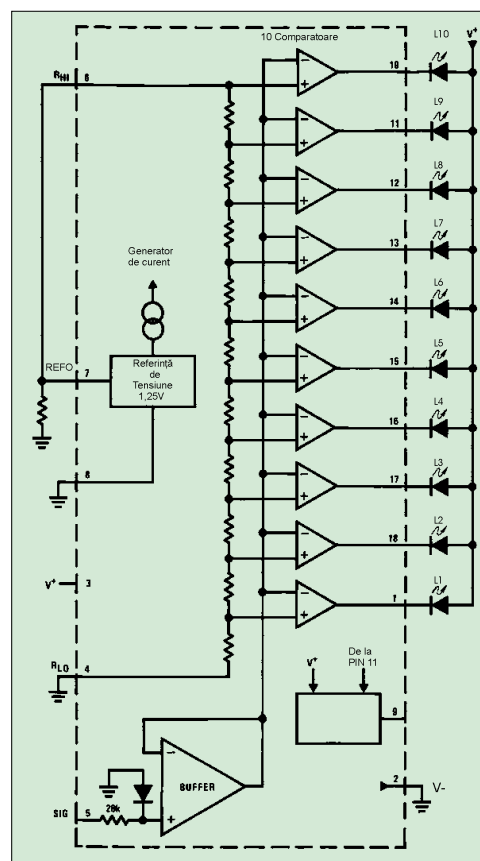 10 Comparatoare
L10 V+
RHI 6
10
L9
11
L8
12
L7
13
Generator
de curent
L6
14
REFO 7
Referință
de
Tensiune
1,25V
L5
15
L4
16
L3
17
8
L2
18
V+ 3
L1
1
RLO 4
V+
De la
PIN 11
9
BUFFER
2 V-
SIG 5 20k